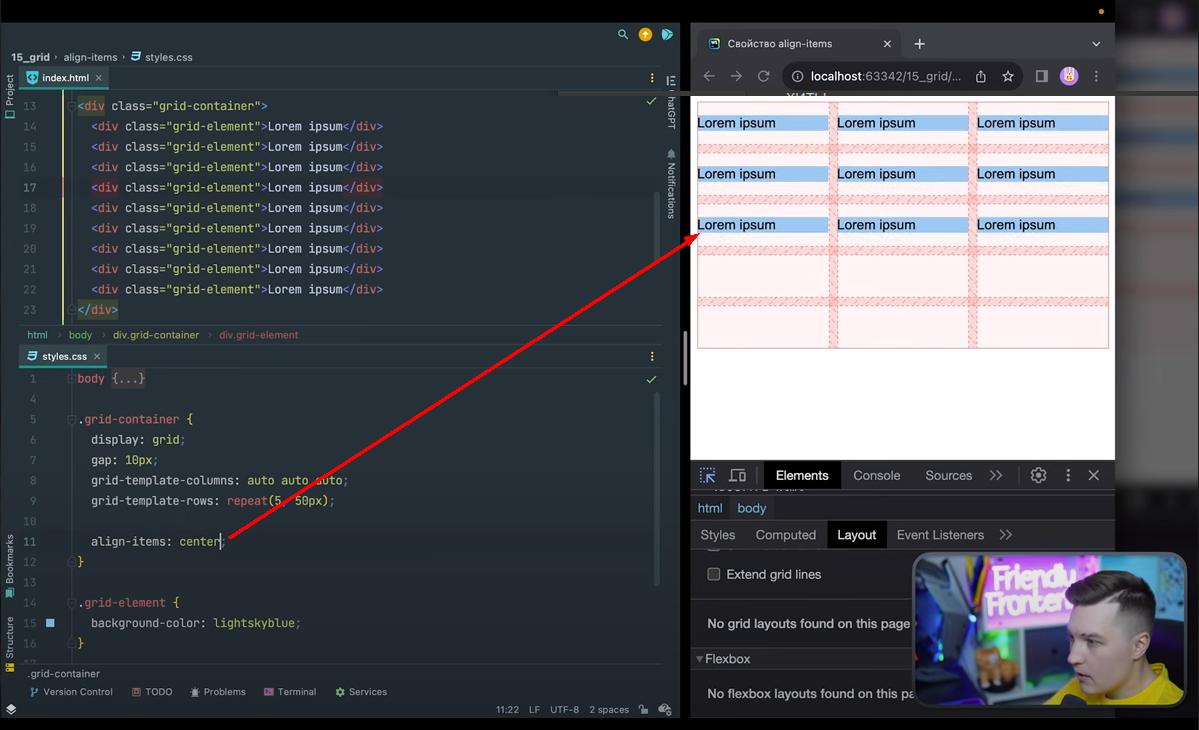 15_grid › align-items › styles.css
index.html
Project
13 <div class="grid-container">
14 <div class="grid-element">Lorem ipsum</div>
15 <div class="grid-element">Lorem ipsum</div>
16 <div class="grid-element">Lorem ipsum</div>
17 <div class="grid-element">Lorem ipsum</div>
18 <div class="grid-element">Lorem ipsum</div>
19 <div class="grid-element">Lorem ipsum</div>
20 <div class="grid-element">Lorem ipsum</div>
21 <div class="grid-element">Lorem ipsum</div>
22 <div class="grid-element">Lorem ipsum</div>
23 </div>
html › body › div.grid-container › div.grid-element
styles.css
1 body {...}
4
5 .grid-container {
6 display: grid;
7 gap: 10px;
8 grid-template-columns: auto auto auto;
9 grid-template-rows: repeat(5, 50px);
10
11 align-items: center;
12 }
13
14 .grid-element {
15 background-color: lightskyblue;
16 }
.grid-container
Bookmarks
Structure
Version Control TODO Problems Terminal Services
11:22 LF UTF-8 2 spaces
ChatGPT
Notifications
Свойство align-items
localhost:63342/15_grid/...
Lorem ipsum Lorem ipsum Lorem ipsum
Lorem ipsum Lorem ipsum Lorem ipsum
Lorem ipsum Lorem ipsum Lorem ipsum
Elements Console Sources
html body
Styles Computed Layout Event Listeners
Extend grid lines
No grid layouts found on this page
Flexbox
No flexbox layouts found on this pa
Friendly
Fronten